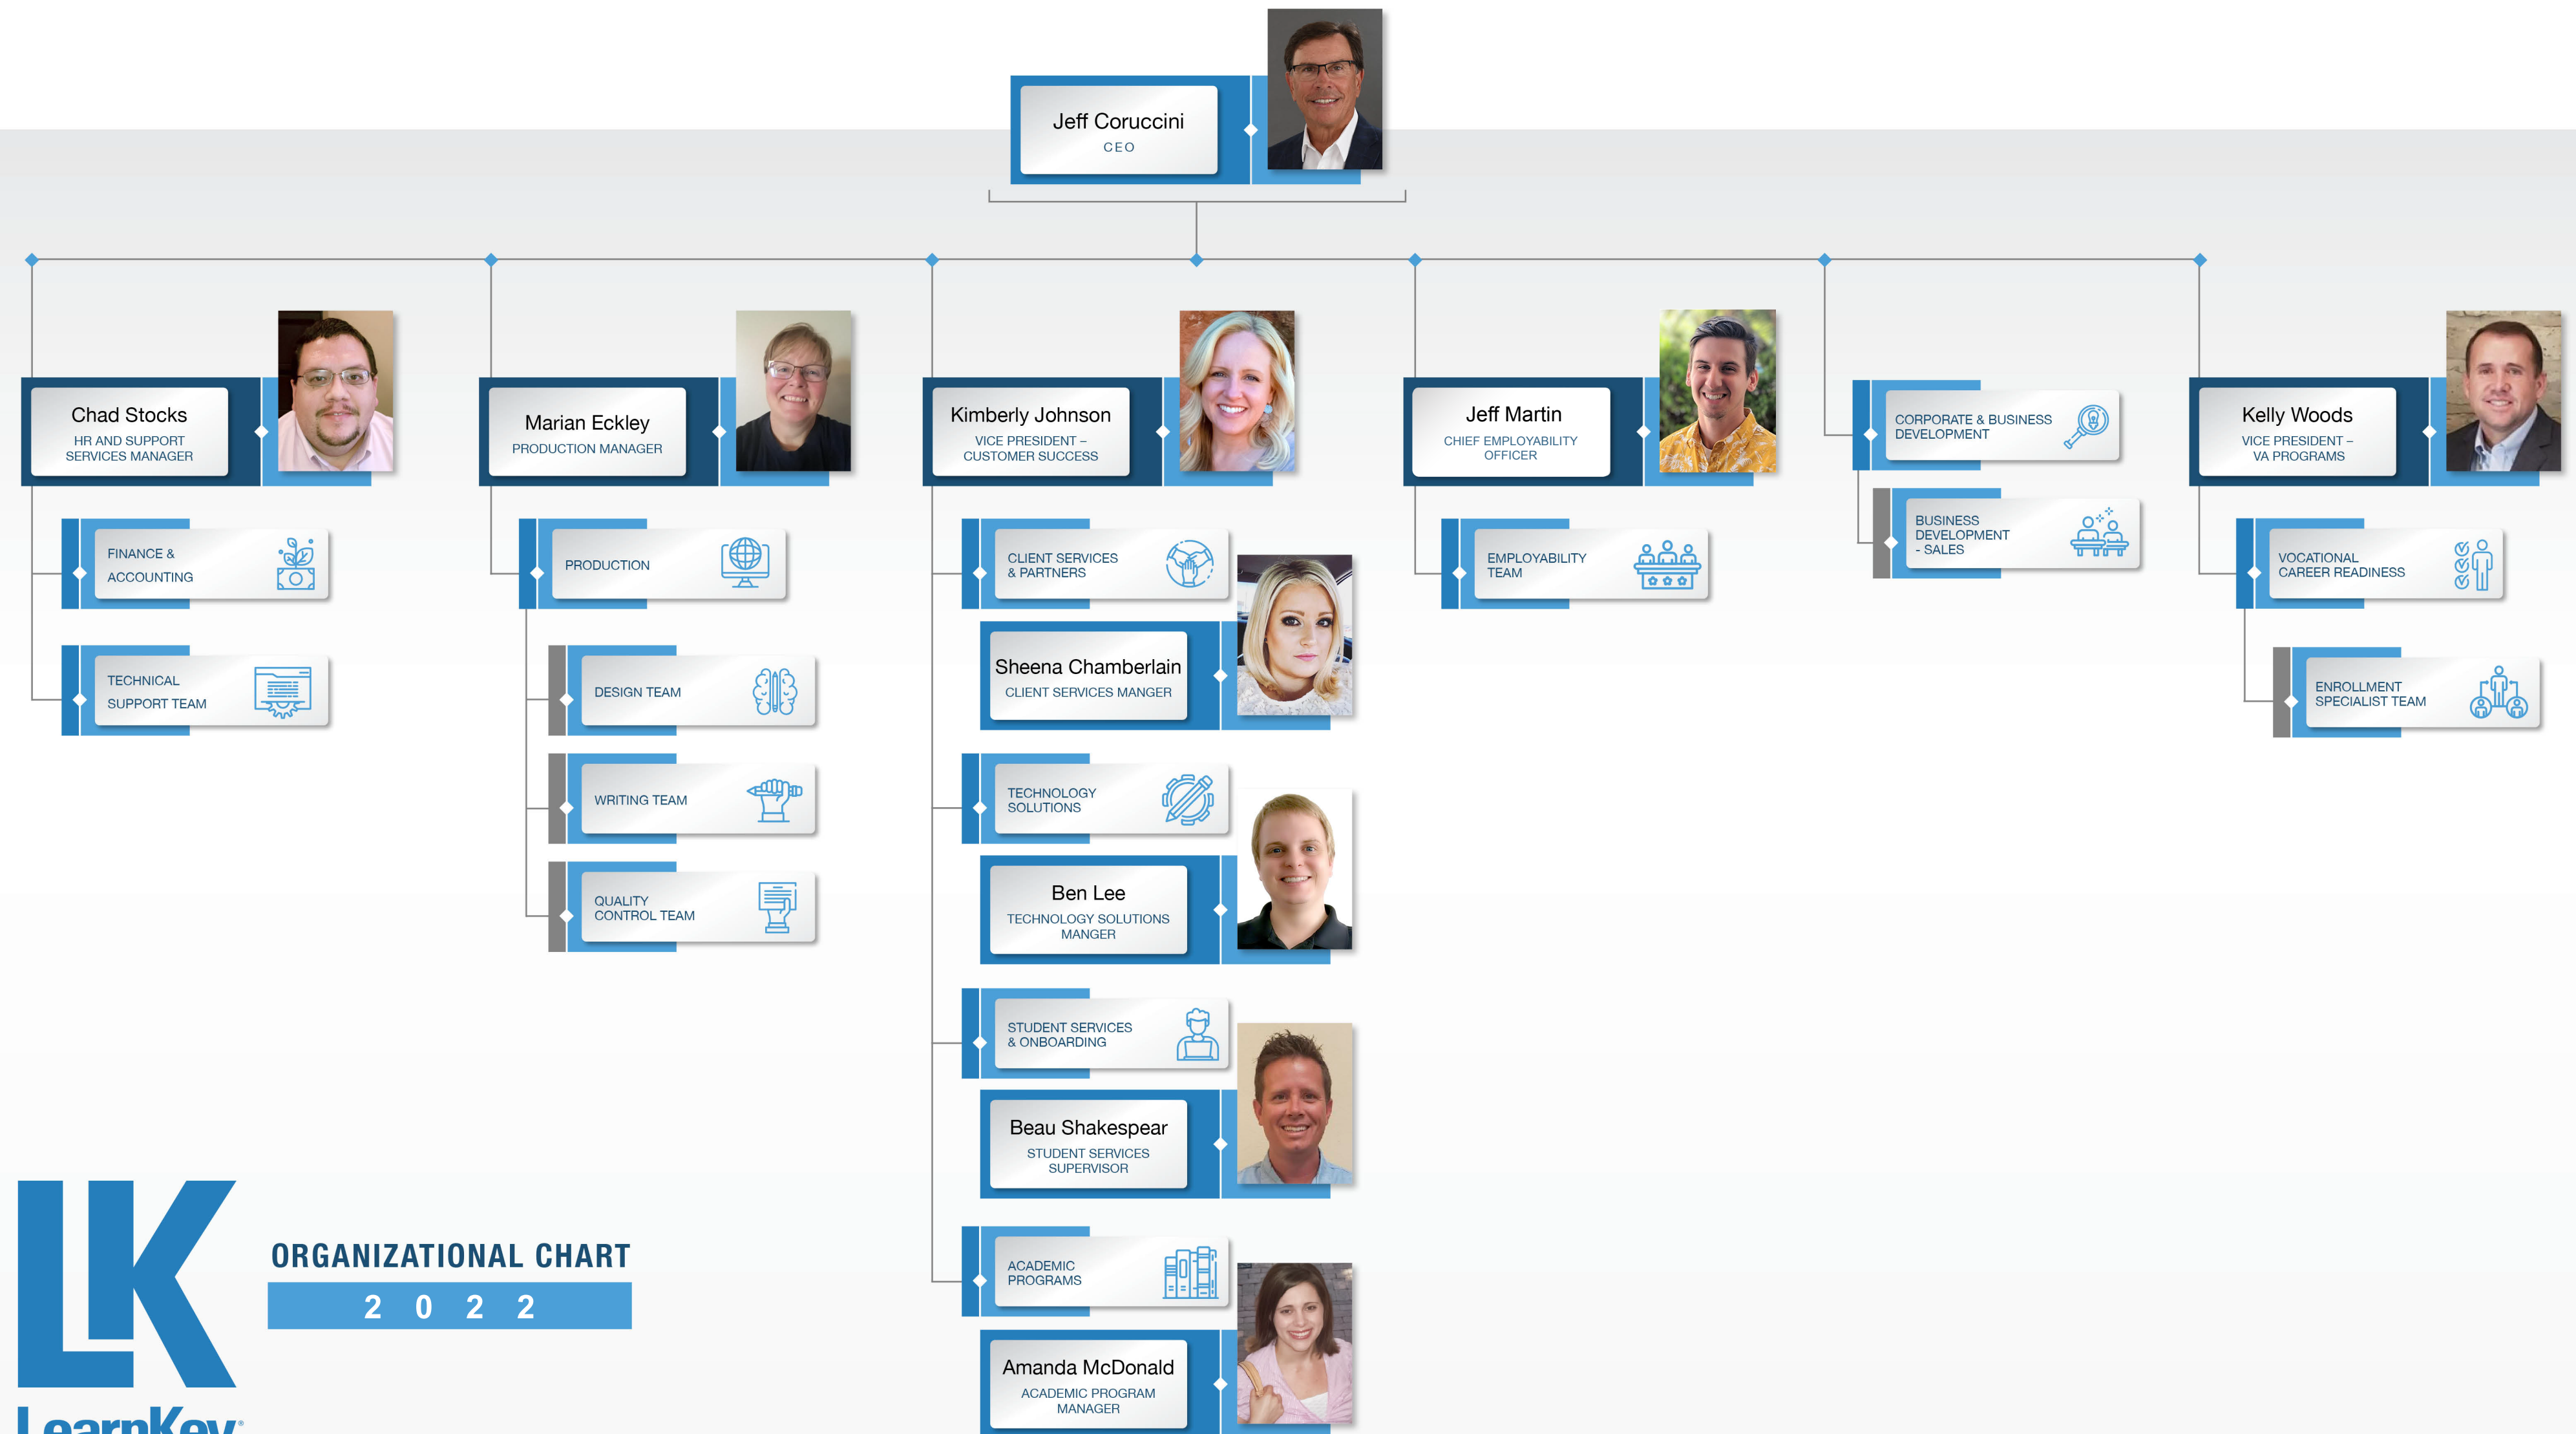 Jeff Coruccini
CEO
Chad Stocks
HR AND SUPPORT
SERVICES MANAGER
FINANCE &
ACCOUNTING
TECHNICAL
SUPPORT TEAM
Marian Eckley
PRODUCTION MANAGER
PRODUCTION
DESIGN TEAM
WRITING TEAM
QUALITY
CONTROL TEAM
Kimberly Johnson
VICE PRESIDENT –
CUSTOMER SUCCESS
CLIENT SERVICES
& PARTNERS
Sheena Chamberlain
CLIENT SERVICES MANGER
TECHNOLOGY
SOLUTIONS
Ben Lee
TECHNOLOGY SOLUTIONS
MANGER
STUDENT SERVICES
& ONBOARDING
Beau Shakespear
STUDENT SERVICES
SUPERVISOR
ACADEMIC
PROGRAMS
Amanda McDonald
ACADEMIC PROGRAM
MANAGER
Jeff Martin
CHIEF EMPLOYABILITY
OFFICER
EMPLOYABILITY
TEAM
CORPORATE & BUSINESS
DEVELOPMENT
BUSINESS
DEVELOPMENT
- SALES
Kelly Woods
VICE PRESIDENT –
VA PROGRAMS
VOCATIONAL
CAREER READINESS
ENROLLMENT
SPECIALIST TEAM
LK
LearnKey®
ORGANIZATIONAL CHART
2022